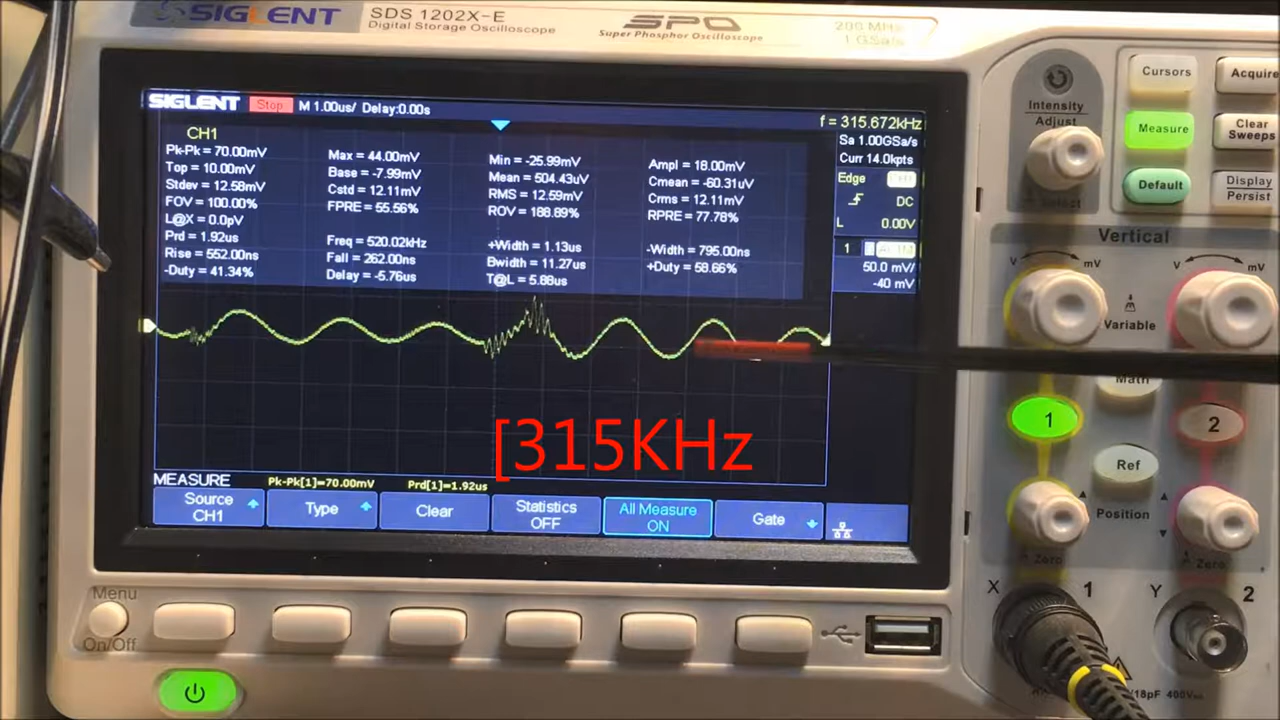 SIGLENT
SDS 1202X-E
Digital Storage Oscilloscope
SPO
Super Phosphor Oscilloscope
200 MHz
1 GSa/s
SIGLENT Stop M 1.00us/ Delay:0.00s
f = 315.672kHz
Sa 1.00GSa/s
Curr 14.0kpts
Edge CH1
DC
L 0.00V
1
50.0 mV/
-40 mV
CH1
Pk-Pk = 70.00mV Max = 44.00mV Min = -25.99mV Ampl = 18.00mV
Top = 10.00mV Base = -7.99mV Mean = 504.43uV Cmean = -60.31uV
Stdev = 12.58mV Cstd = 12.11mV RMS = 12.59mV Crms = 12.11mV
FOV = 100.00% FPRE = 55.56% ROV = 188.89% RPRE = 77.78%
L@X = 0.0pV
Prd = 1.92us Freq = 520.02kHz +Width = 1.13us -Width = 795.00ns
Rise = 552.00ns Fall = 262.00ns Bwidth = 11.27us +Duty = 58.66%
-Duty = 41.34% Delay = -5.76us T@L = 5.88us
[315KHz
MEASURE Pk-Pk[1]=70.00mV Prd[1]=1.92us
Source
CH1
Type
Clear
Statistics
OFF
All Measure
ON
Gate
Menu
On/Off
Intensity
Adjust
Select
Cursors
Acquire
Measure
Clear
Sweeps
Default
Display
Persist
Vertical
V mV
V mV
Variable
Math
1
2
Ref
Position
Zero
Zero
X 1
Y 2
/18pF 400V